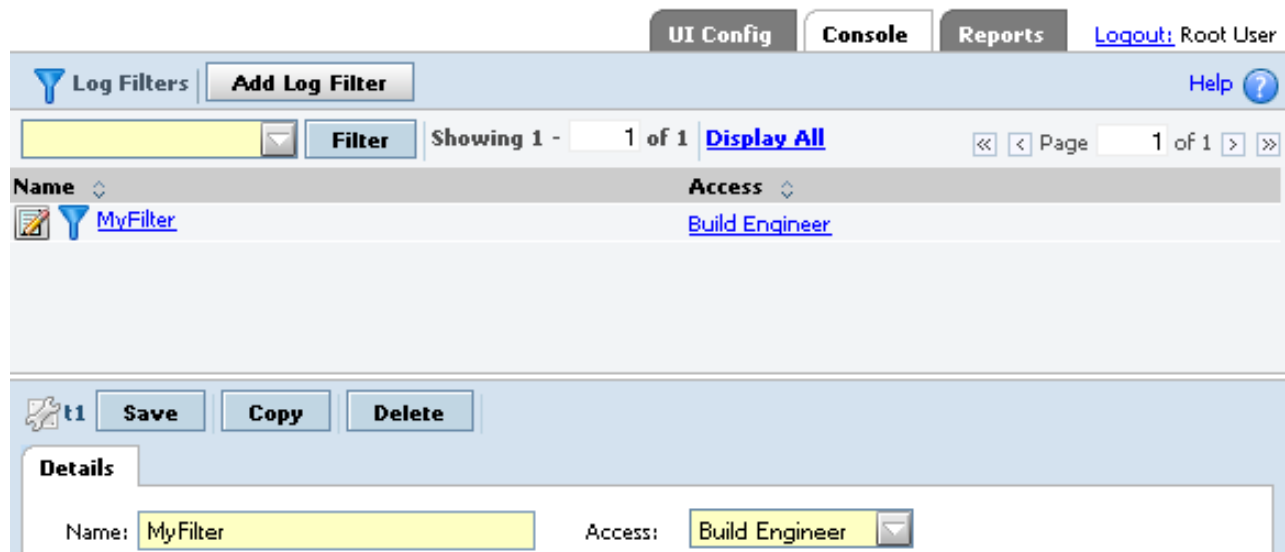 UI Config Console Reports Logout: Root User
Log Filters Add Log Filter Help ?
Filter Showing 1 - 1 of 1 Display All << < Page 1 of 1 > >>
Name Access
MyFilter Build Engineer
t1 Save Copy Delete
Details
Name: MyFilter Access: Build Engineer